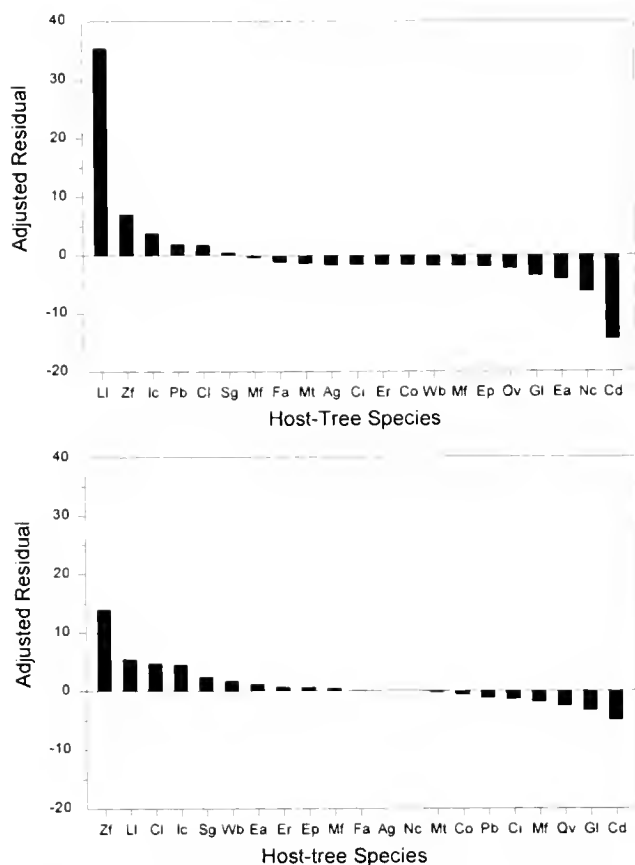 40
30
20
10
0
-10
-20
Adjusted Residual
Ll Zf Ic Pb Cl Sg Mf Fa Mt Ag Ci Er Co Wb Mf Ep Qv Gl Ea Nc Cd
Host-Tree Species
40
30
20
10
0
-10
-20
Adjusted Residual
Zf Ll Cl Ic Sg Wb Ea Er Ep Mf Fa Ag Nc Mt Co Pb Ci Mf Qv Gl Cd
Host-tree Species